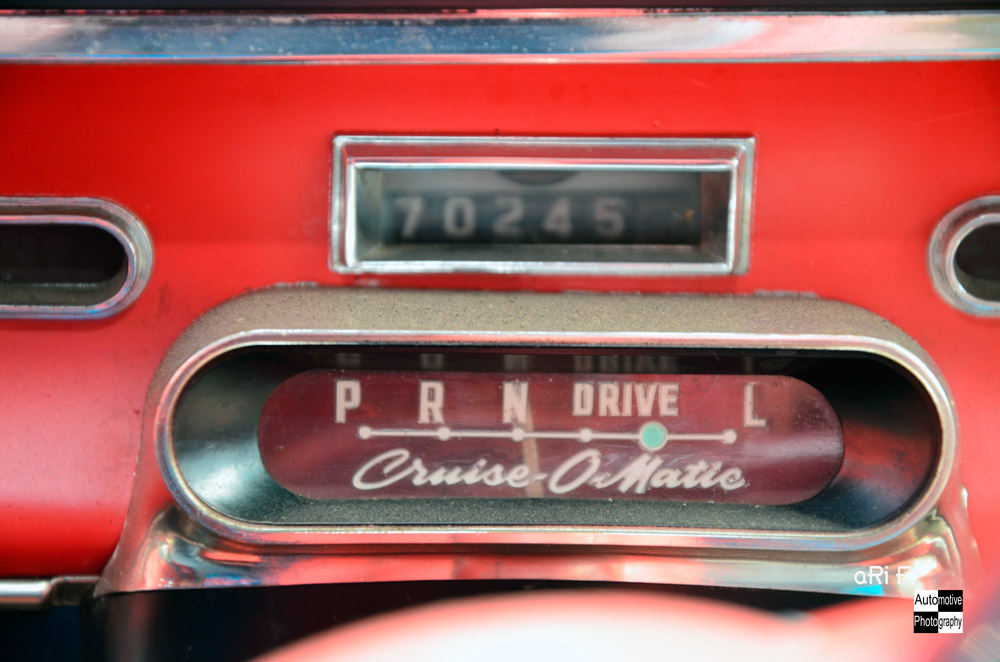 70245
P R N DRIVE L
Cruise-O-Matic
aRi
Automotive
Photography